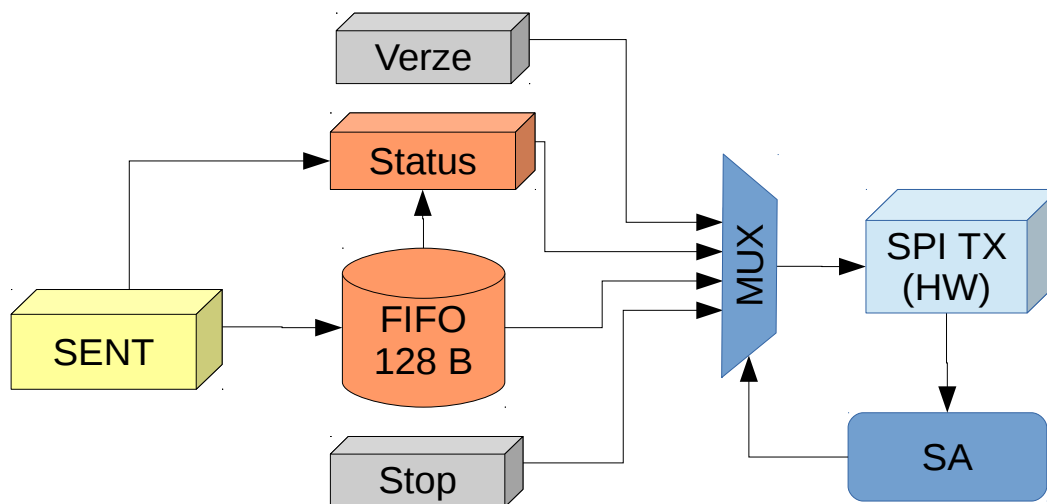 Verze
Status
SENT
FIFO
128 B
Stop
MUX
SPI TX
(HW)
SA